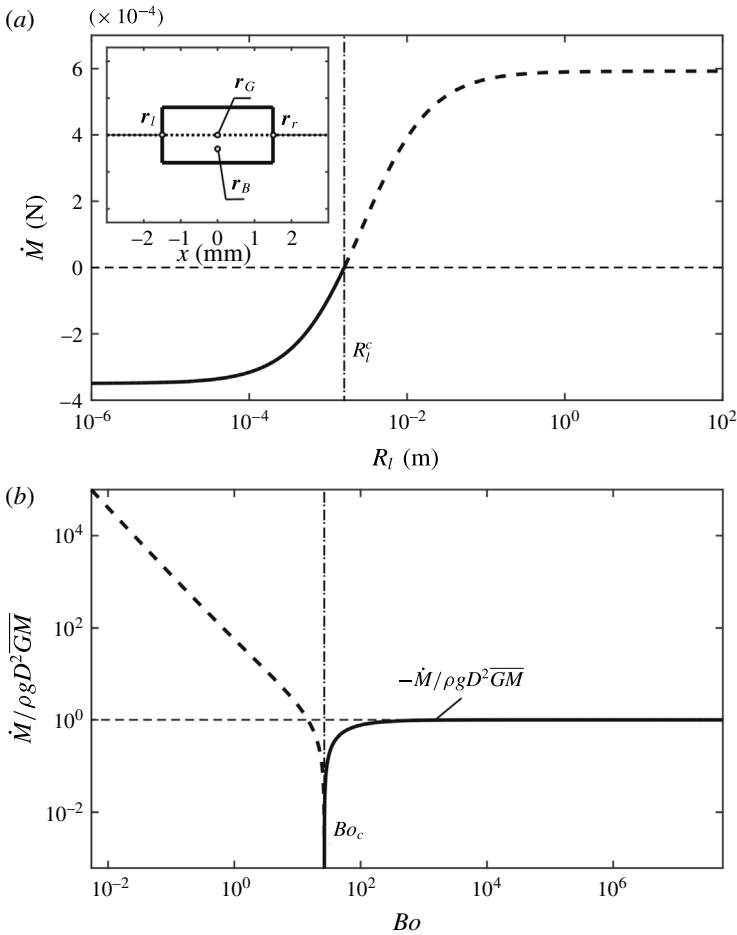 (a)
(× 10⁻⁴)
6
4
2
0
−2
−4
Ṁ (N)
r_l
r_G
r_r
r_B
−2 −1 0 1 2
x (mm)
R_l^c
10⁻⁶ 10⁻⁴ 10⁻² 10⁰ 10²
R_l (m)
(b)
10⁴
10²
10⁰
10⁻²
Ṁ/ρgD²G̅M̅
−Ṁ/ρgD²G̅M̅
Bo_c
10⁻² 10⁰ 10² 10⁴ 10⁶
Bo